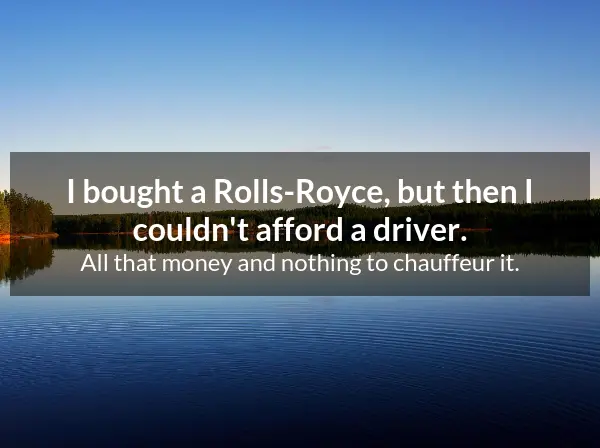 I bought a Rolls-Royce, but then I
couldn't afford a driver.
All that money and nothing to chauffeur it.